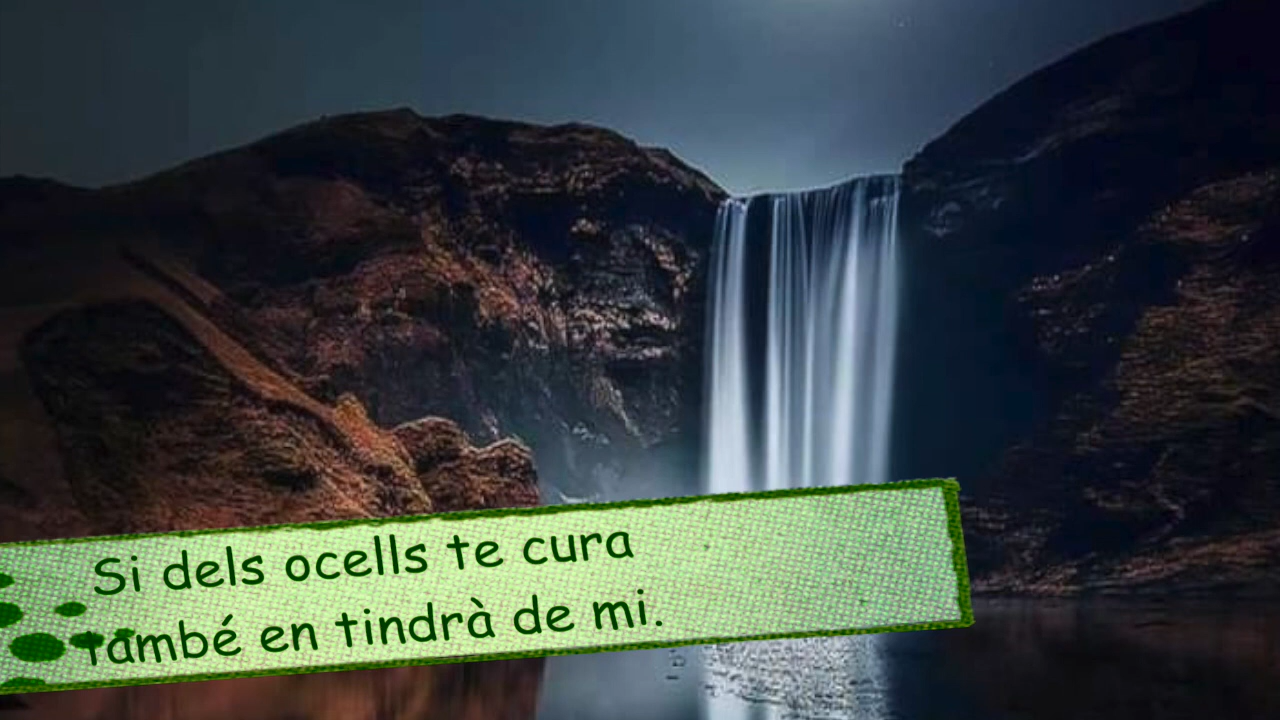 Si dels ocells te cura
també en tindrà de mi.